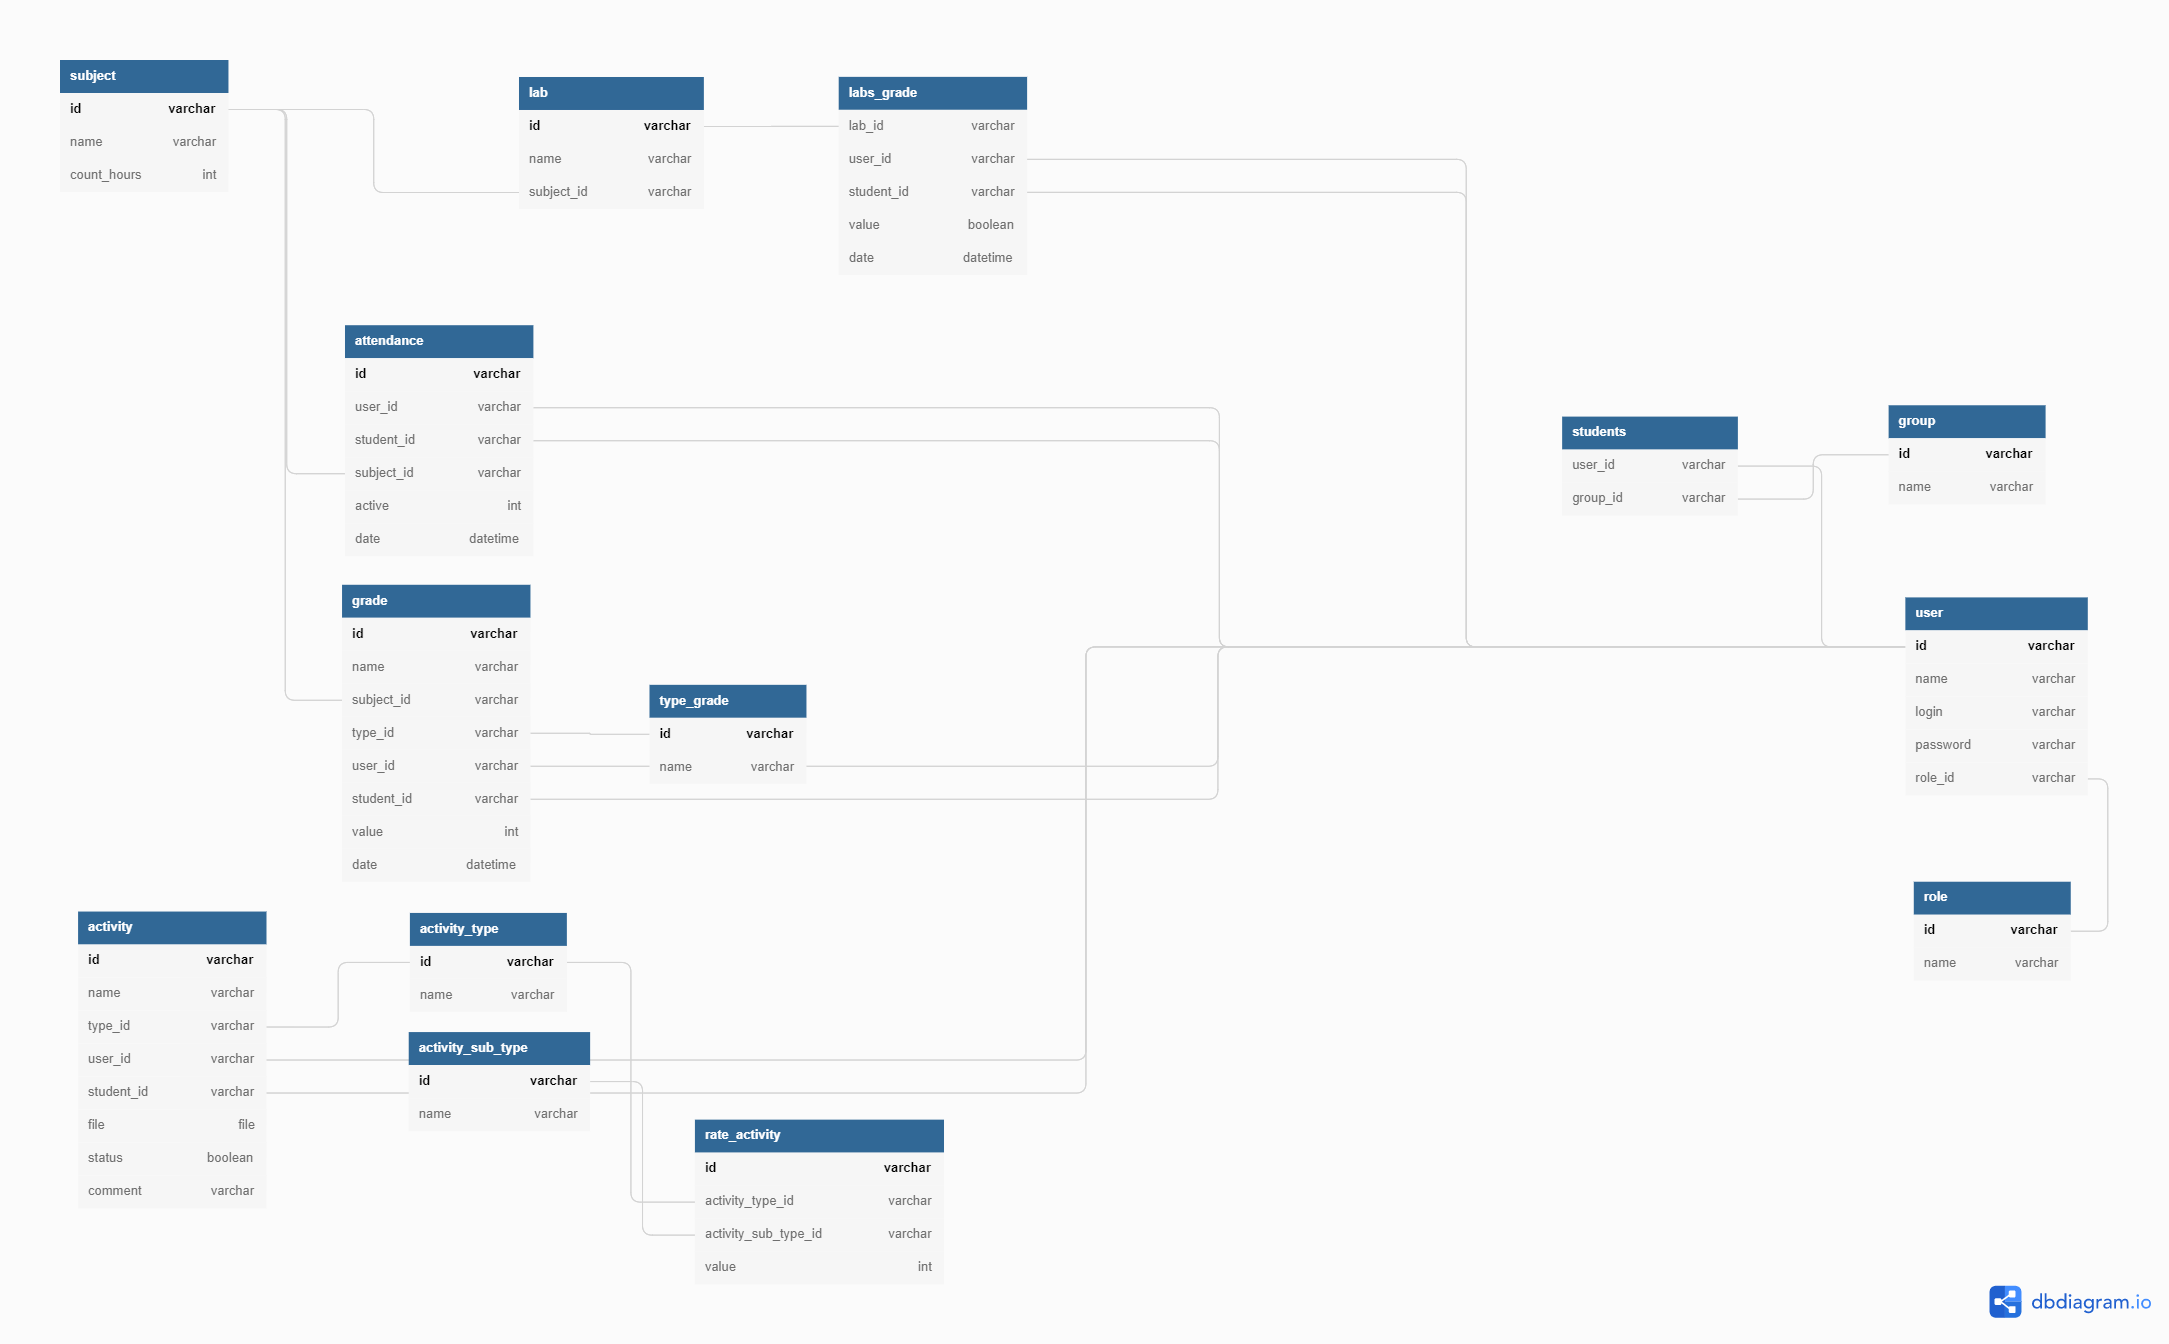 subject
id varchar
name varchar
count_hours int
lab
id varchar
name varchar
subject_id varchar
labs_grade
lab_id varchar
user_id varchar
student_id varchar
value boolean
date datetime
attendance
id varchar
user_id varchar
student_id varchar
subject_id varchar
active int
date datetime
students
user_id varchar
group_id varchar
group
id varchar
name varchar
grade
id varchar
name varchar
subject_id varchar
type_id varchar
user_id varchar
student_id varchar
value int
date datetime
type_grade
id varchar
name varchar
user
id varchar
name varchar
login varchar
password varchar
role_id varchar
role
id varchar
name varchar
activity
id varchar
name varchar
type_id varchar
user_id varchar
student_id varchar
file file
status boolean
comment varchar
activity_type
id varchar
name varchar
activity_sub_type
id varchar
name varchar
rate_activity
id varchar
activity_type_id varchar
activity_sub_type_id varchar
value int
dbdiagram.io